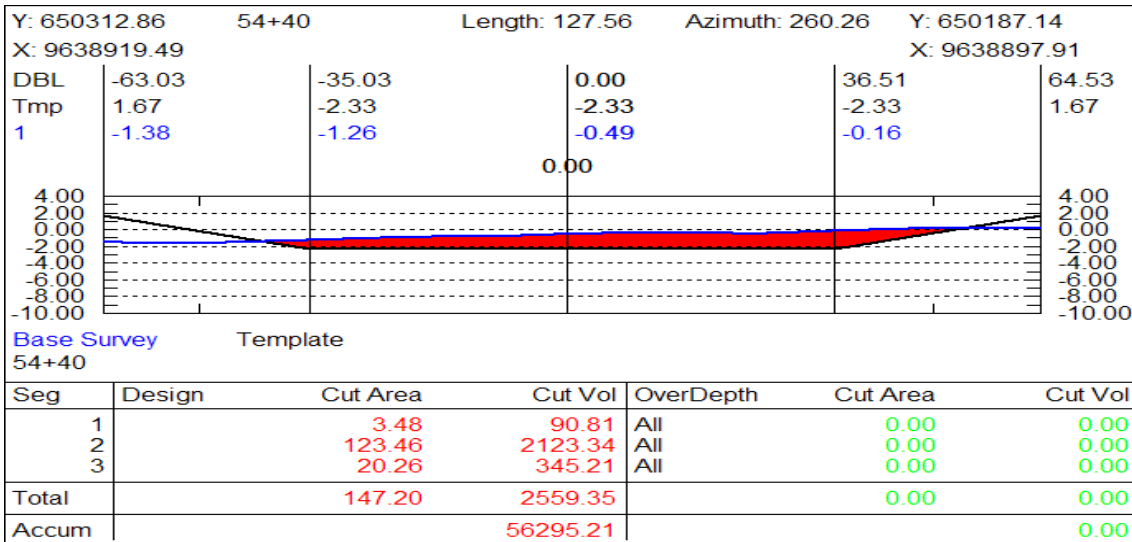 Y: 650312.86 54+40 Length: 127.56 Azimuth: 260.26 Y: 650187.14
X: 9638919.49 X: 9638897.91
DBL -63.03 -35.03 0.00 36.51 64.53
Tmp 1.67 -2.33 -2.33 -2.33 1.67
1 -1.38 -1.26 -0.49 -0.16
0.00
4.00 4.00
2.00 2.00
0.00 0.00
-2.00 -2.00
-4.00 -4.00
-6.00 -6.00
-8.00 -8.00
-10.00 -10.00
Base Survey Template
54+40
Seg Design Cut Area Cut Vol OverDepth Cut Area Cut Vol
1 3.48 90.81 All 0.00 0.00
2 123.46 2123.34 All 0.00 0.00
3 20.26 345.21 All 0.00 0.00
Total 147.20 2559.35 0.00 0.00
Accum 56295.21 0.00